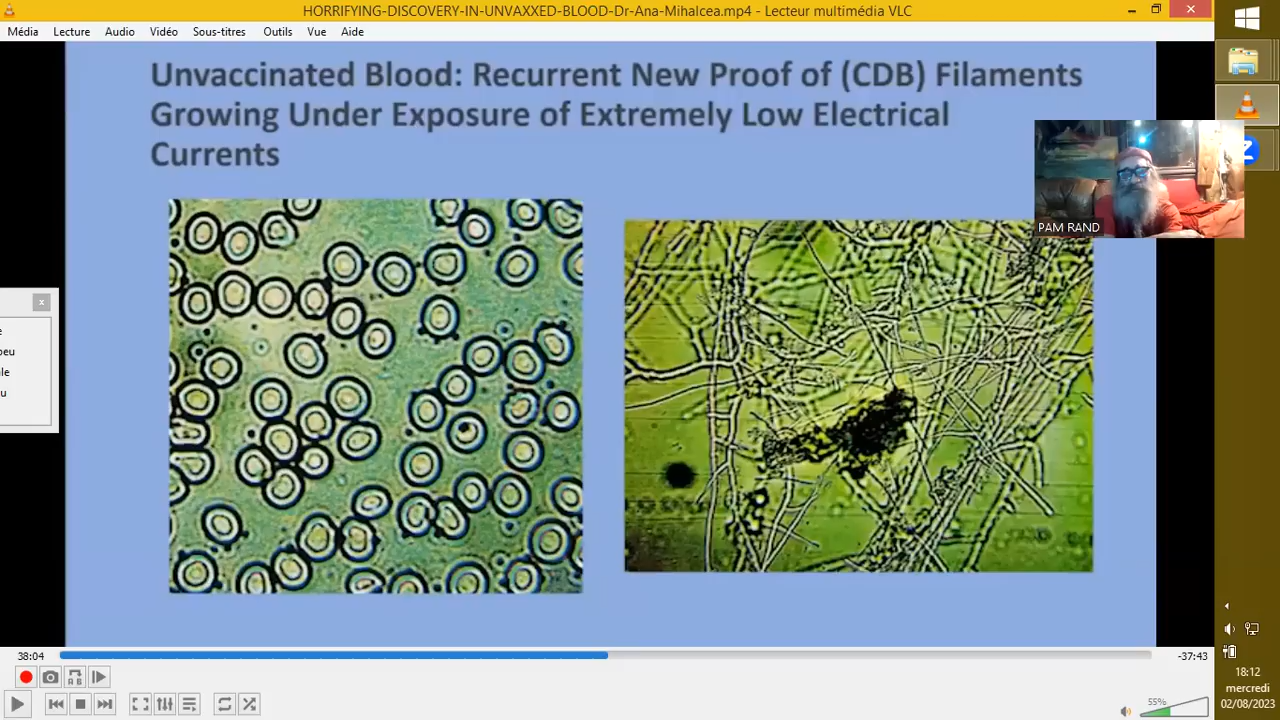 HORRIFYING-DISCOVERY-IN-UNVAXXED-BLOOD-Dr-Ana-Mihalcea.mp4 - Lecteur multimédia VLC
Média Lecture Audio Vidéo Sous-titres Outils Vue Aide
Unvaccinated Blood: Recurrent New Proof of (CDB) Filaments
Growing Under Exposure of Extremely Low Electrical
Currents
PAM RAND
e
peu
le
u
38:04
-37:43
55%
18:12
mercredi
02/08/2023